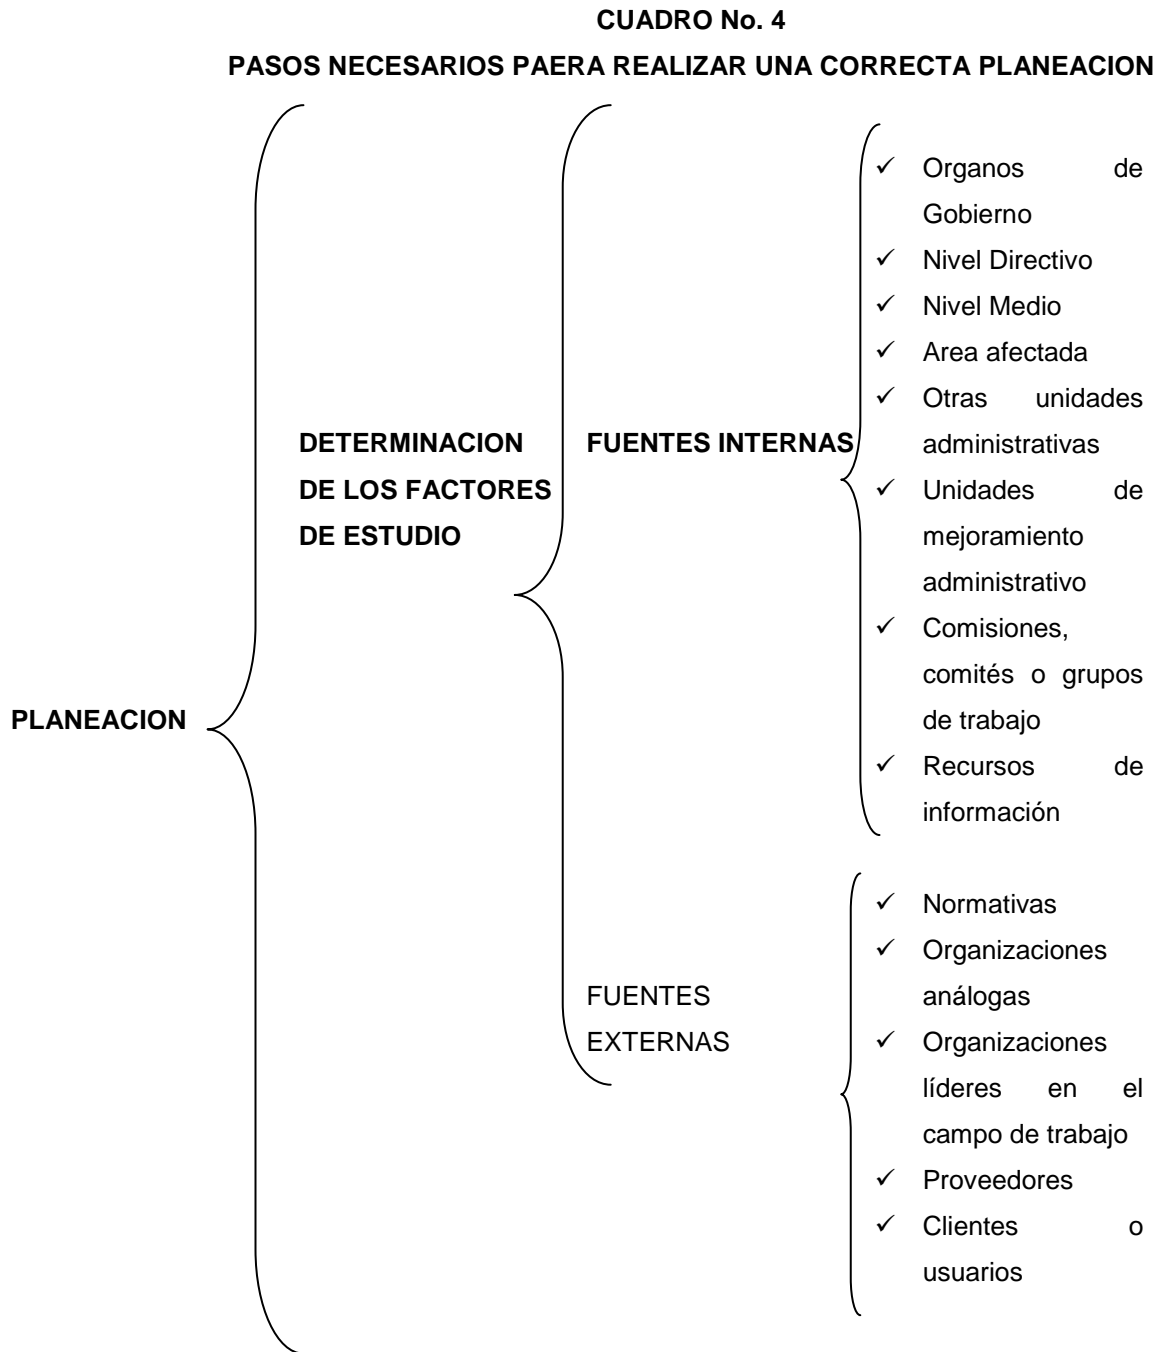 CUADRO No. 4
PASOS NECESARIOS PAERA REALIZAR UNA CORRECTA PLANEACION
PLANEACION
DETERMINACION
DE LOS FACTORES
DE ESTUDIO
FUENTES INTERNAS
✓ Organos de
Gobierno
✓ Nivel Directivo
✓ Nivel Medio
✓ Area afectada
✓ Otras unidades
administrativas
✓ Unidades de
mejoramiento
administrativo
✓ Comisiones,
comités o grupos
de trabajo
✓ Recursos de
información
FUENTES
EXTERNAS
✓ Normativas
✓ Organizaciones
análogas
✓ Organizaciones
líderes en el
campo de trabajo
✓ Proveedores
✓ Clientes o
usuarios